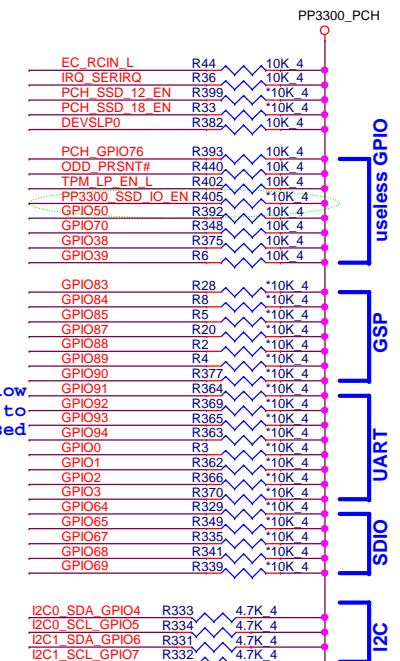 PP3300_PCH
EC_RCIN_L R44 10K_4
IRQ_SERIRQ R36 10K_4
PCH_SSD_12_EN R399 *10K_4
PCH_SSD_18_EN R33 *10K_4
DEVSLP0 R382 10K_4
PCH_GPIO76 R393 10K_4
ODD_PRSNT# R440 10K_4
TPM_LP_EN_L R402 10K_4
PP3300_SSD_IO_EN R405 *10K_4
GPIO50 R392 10K_4
GPIO70 R348 10K_4
GPIO38 R375 10K_4
GPIO39 R6 10K_4
useless GPIO
GPIO83 R28 *10K_4
GPIO84 R8 *10K_4
GPIO85 R5 *10K_4
GPIO87 R20 *10K_4
GPIO88 R2 *10K_4
GPIO89 R4 *10K_4
GPIO90 R377 *10K_4
GSP
GPIO91 R364 *10K_4
GPIO92 R369 *10K_4
GPIO93 R365 *10K_4
GPIO94 R363 *10K_4
GPIO0 R3 *10K_4
GPIO1 R362 *10K_4
GPIO2 R366 *10K_4
GPIO3 R370 *10K_4
UART
low
to
sed
GPIO64 R329 *10K_4
GPIO65 R349 *10K_4
GPIO67 R335 *10K_4
GPIO68 R341 *10K_4
GPIO69 R339 *10K_4
SDIO
I2C0_SDA_GPIO4 R333 4.7K_4
I2C0_SCL_GPIO5 R334 4.7K_4
I2C1_SDA_GPIO6 R331 4.7K_4
I2C1_SCL_GPIO7 R332 4.7K_4
I2C